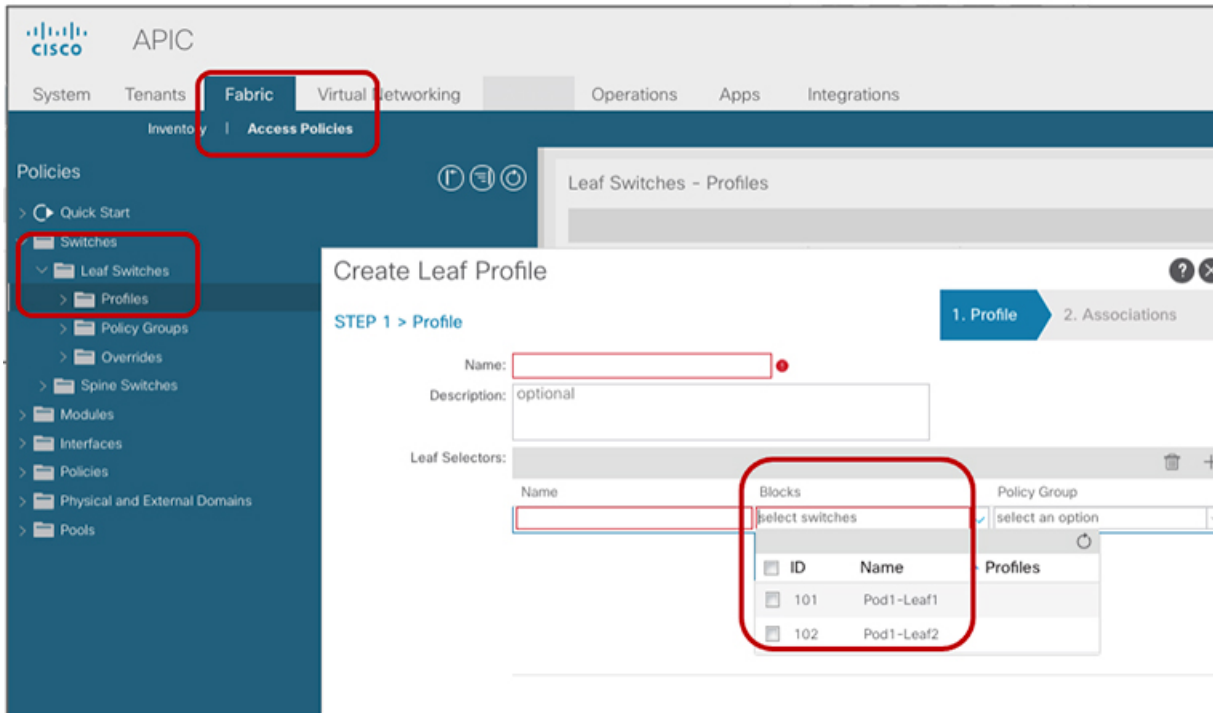 cisco APIC
System Tenants Fabric Virtual Networking Operations Apps Integrations
Inventory | Access Policies
Policies
Quick Start
Switches
Leaf Switches
Profiles
Policy Groups
Overrides
Spine Switches
Modules
Interfaces
Policies
Physical and External Domains
Pools
Leaf Switches - Profiles
Create Leaf Profile
STEP 1 > Profile
1. Profile 2. Associations
Name:
Description: optional
Leaf Selectors:
Name Blocks Policy Group
select switches select an option
ID Name Profiles
101 Pod1-Leaf1
102 Pod1-Leaf2